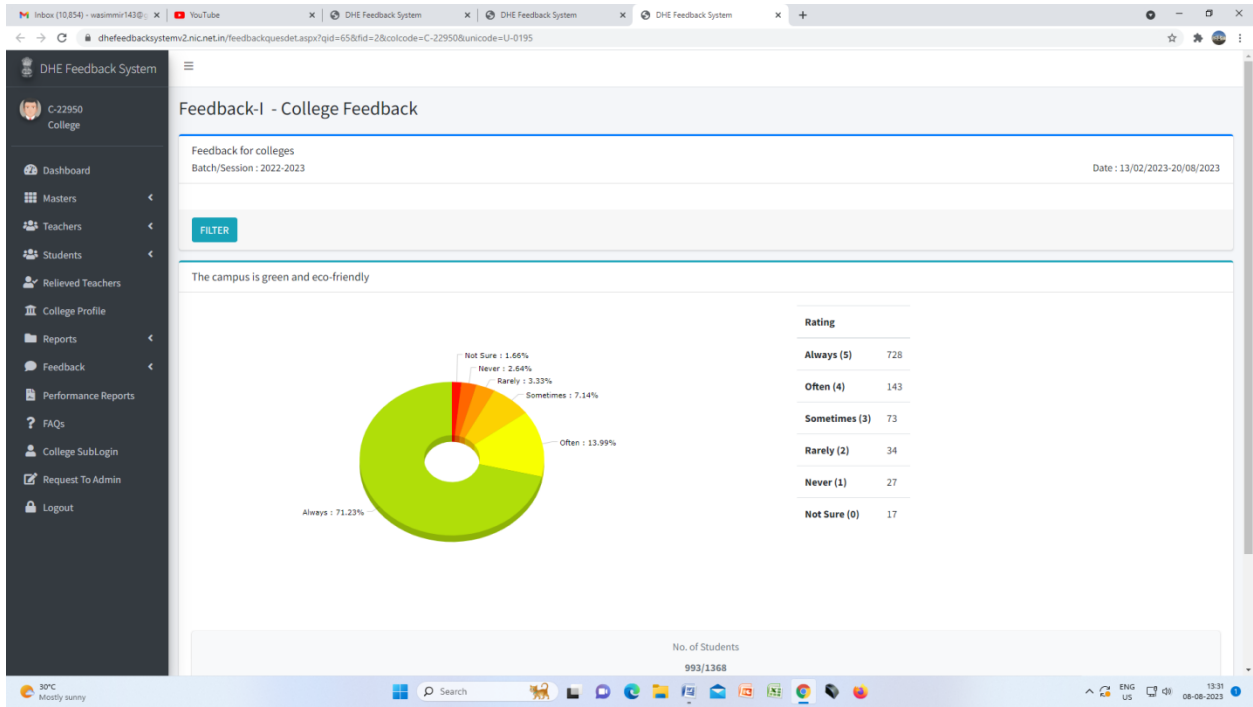 Inbox (10,854) - wasimmir143@g
YouTube
DHE Feedback System
DHE Feedback System
DHE Feedback System
dhefeedbacksystemv2.nic.net.in/feedbackquesdet.aspx?qid=65&fid=2&colcode=C-22950&unicode=U-0195
DHE Feedback System
C-22950
College
Dashboard
Masters
Teachers
Students
Relieved Teachers
College Profile
Reports
Feedback
Performance Reports
FAQs
College SubLogin
Request To Admin
Logout
Feedback-I - College Feedback
Feedback for colleges
Batch/Session : 2022-2023
Date : 13/02/2023-20/08/2023
FILTER
The campus is green and eco-friendly
Not Sure : 1.66%
Never : 2.64%
Rarely : 3.33%
Sometimes : 7.14%
Often : 13.99%
Always : 71.23%
Rating
Always (5) 728
Often (4) 143
Sometimes (3) 73
Rarely (2) 34
Never (1) 27
Not Sure (0) 17
No. of Students
993/1368
30°C
Mostly sunny
Search
ENG
US
13:31
08-08-2023
1